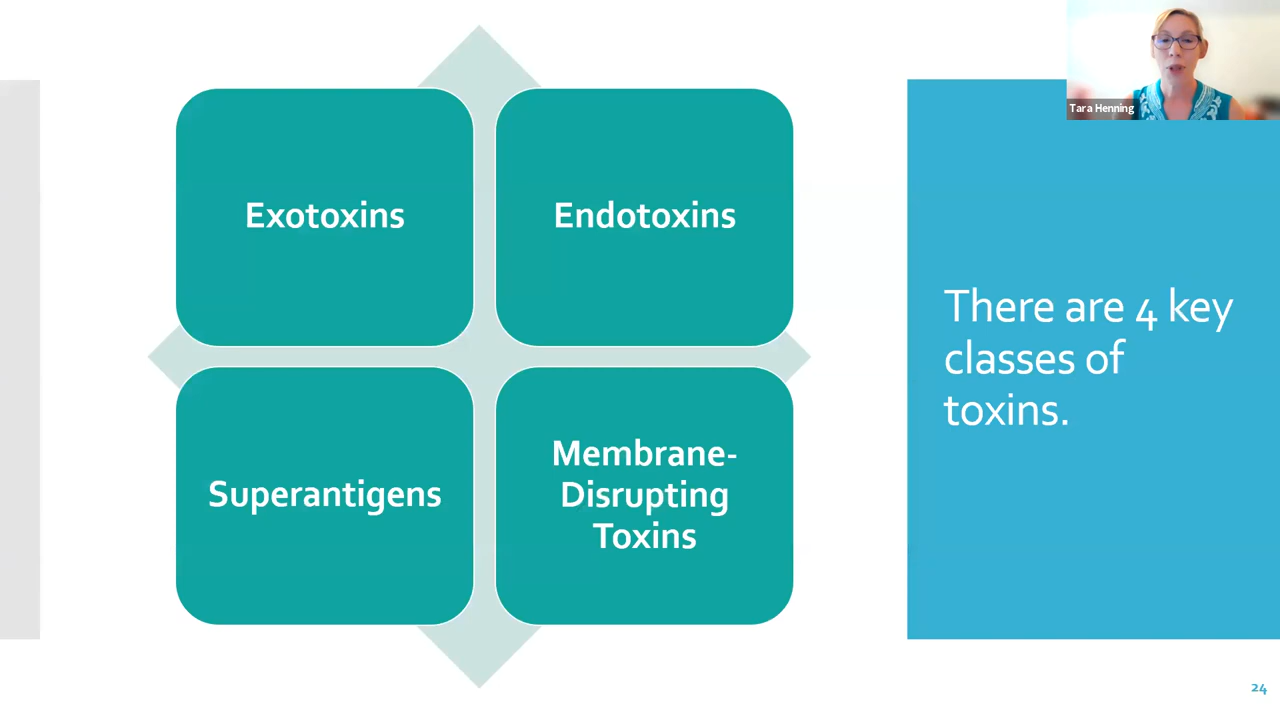 Exotoxins
Endotoxins
Superantigens
Membrane-
Disrupting
Toxins
There are 4 key
classes of
toxins.
Tara Henning
24